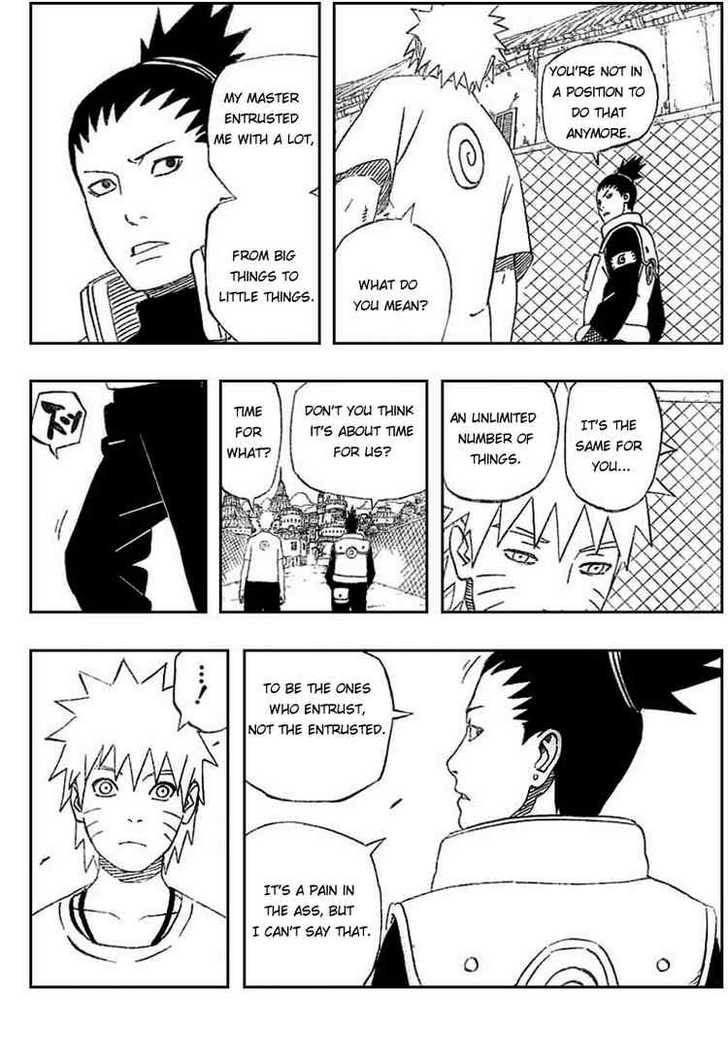 YOU'RE NOT IN
A POSITION TO
DO THAT
ANYMORE.
WHAT DO
YOU MEAN?
MY MASTER
ENTRUSTED
ME WITH A LOT,
FROM BIG
THINGS TO
LITTLE THINGS.
IT'S THE
SAME FOR
YOU...
AN UNLIMITED
NUMBER OF
THINGS.
DON'T YOU THINK
IT'S ABOUT TIME
FOR US?
TIME
FOR
WHAT?
TO BE THE ONES
WHO ENTRUST,
NOT THE ENTRUSTED.
IT'S A PAIN IN
THE ASS, BUT
I CAN'T SAY THAT.
....!